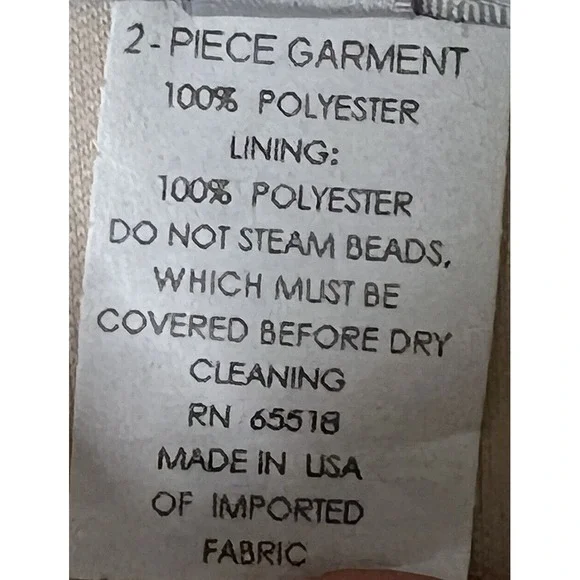 2-PIECE GARMENT
100% POLYESTER
LINING:
100% POLYESTER
DO NOT STEAM BEADS,
WHICH MUST BE
COVERED BEFORE DRY
CLEANING
RN 65518
MADE IN USA
OF IMPORTED
FABRIC